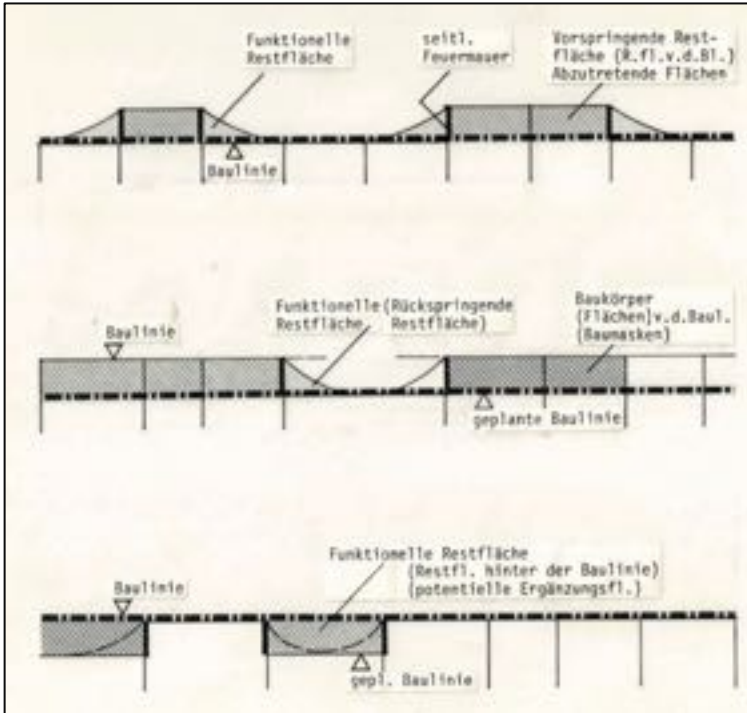 Funktionelle
Restfläche
seitl.
Feuermauer
Vorspringende Rest-
fläche (R.fl.v.d.Bl.)
Abzutretende Flächen
Baulinie
Baulinie
Funktionelle (Rückspringende
Restfläche Restfläche)
Baukörper
(Flächen)v.d.Baul.
(Baumasken)
geplante Baulinie
Baulinie
Funktionelle Restfläche
(Restfl. hinter der Baulinie)
(potentielle Ergänzungsfl.)
gepl. Baulinie